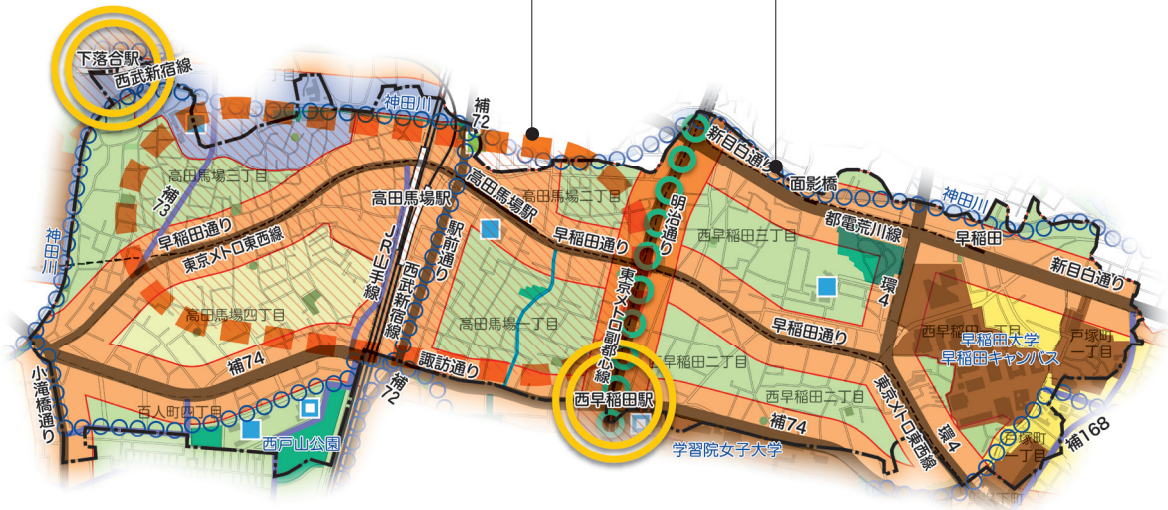 下落合駅
西武新宿線
丁目
神田川
補
72
高田馬場三丁目
補
73
神田川
早稲田通り
東京メトロ東西線
高田馬場駅
高田馬場駅
高田馬場二丁目
駅前通り
西武新宿線
JR山手線
高田馬場四丁目
高田馬場一丁目
早稲田通り
明治通り
東京メトロ副都心線
新目白通り
面影橋
都電荒川線
神田川
早稲田
新目白通り
西早稲田三丁目
環4
早稲田通り
西早稲田一丁目
早稲田大学
早稲田キャンパス
戸塚町
一丁目
西早稲田二丁目
西早稲田二丁目
補74
諏訪通り
補
72
小滝橋通り
百人町四丁目
西戸山公園
西早稲田駅
学習院女子大学
補74
東京メトロ東西線
環4
戸塚町
一丁目
補168